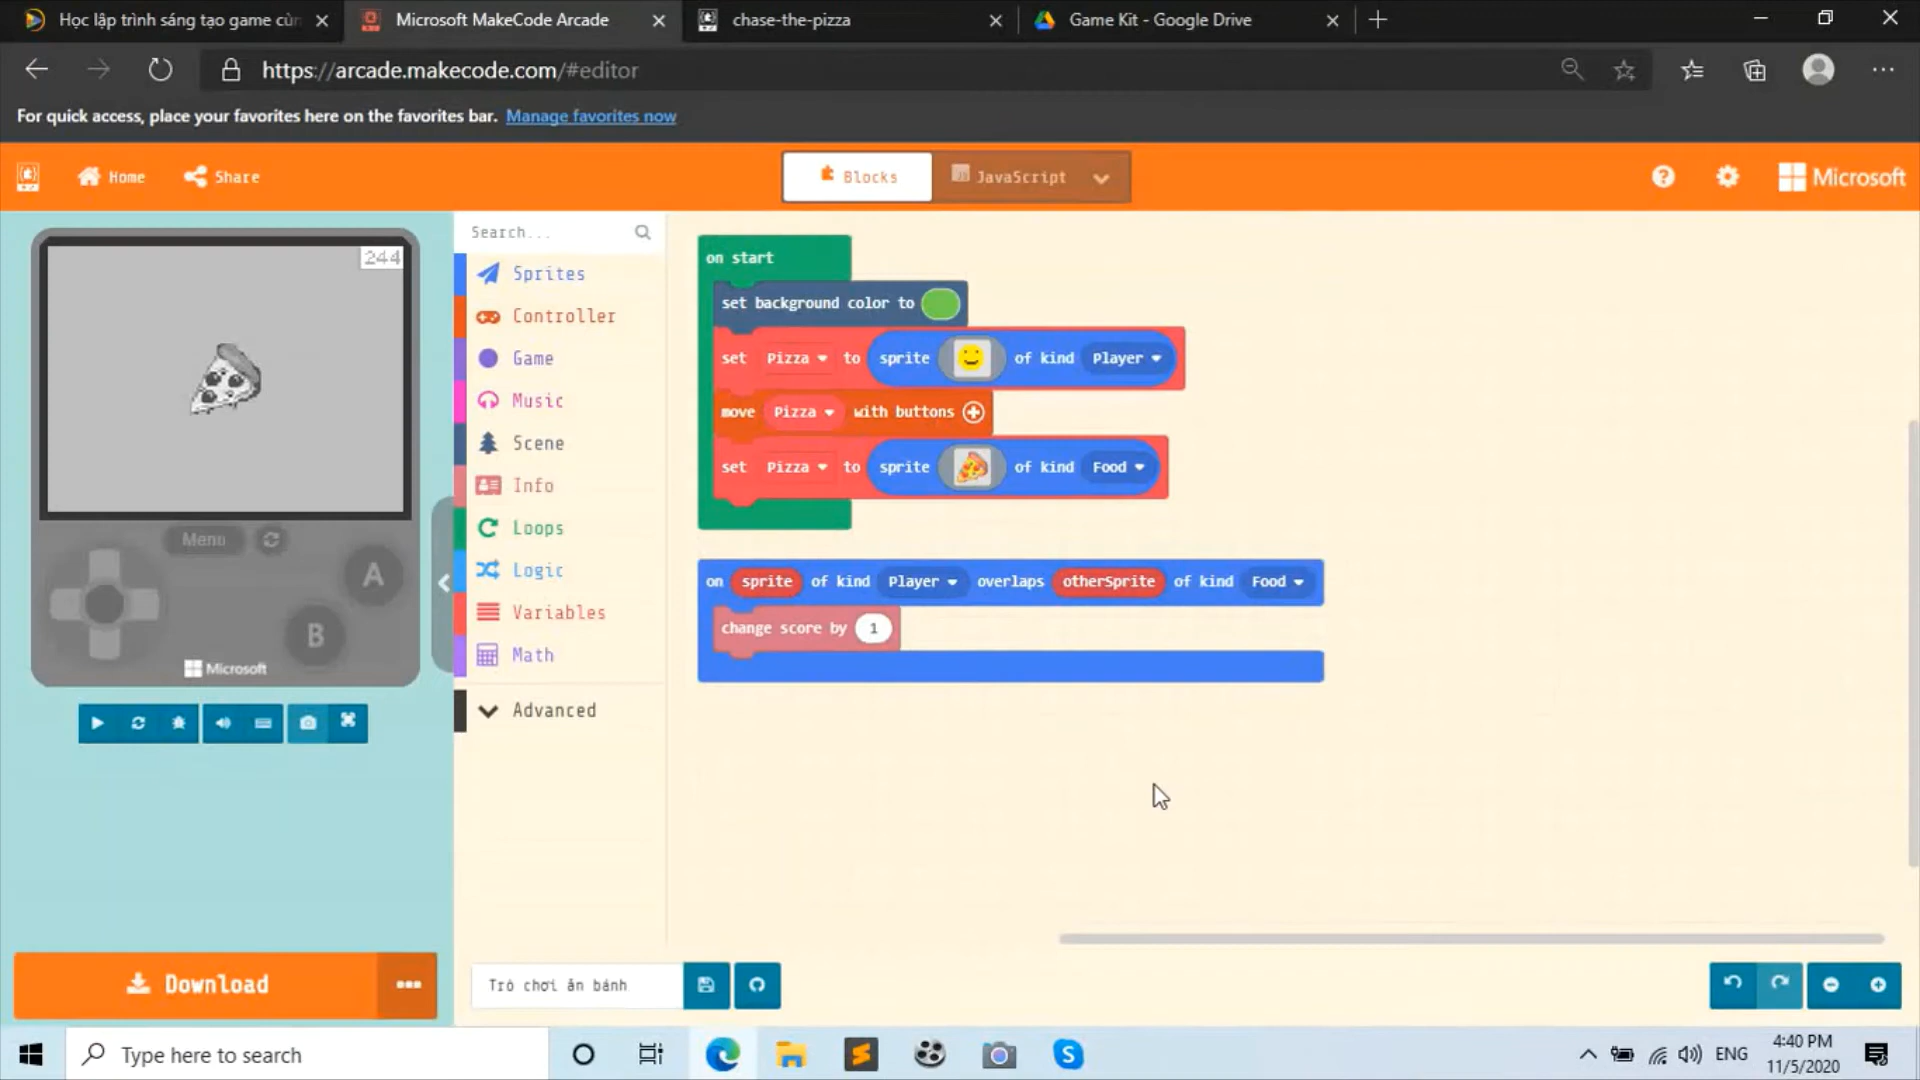 Học lập trình sáng tạo game cùn
Microsoft MakeCode Arcade
chase-the-pizza
Game Kit - Google Drive
https://arcade.makecode.com/#editor
For quick access, place your favorites here on the favorites bar. Manage favorites now
Home
Share
Blocks
JavaScript
Microsoft
244
Menu
A
B
Microsoft
Search...
Sprites
Controller
Game
Music
Scene
Info
Loops
Logic
Variables
Math
Advanced
on start
set background color to
set Pizza to sprite of kind Player
move Pizza with buttons
set Pizza to sprite of kind Food
on sprite of kind Player overlaps otherSprite of kind Food
change score by 1
Download
Trò chơi ăn bánh
Type here to search
ENG
4:40 PM
11/5/2020